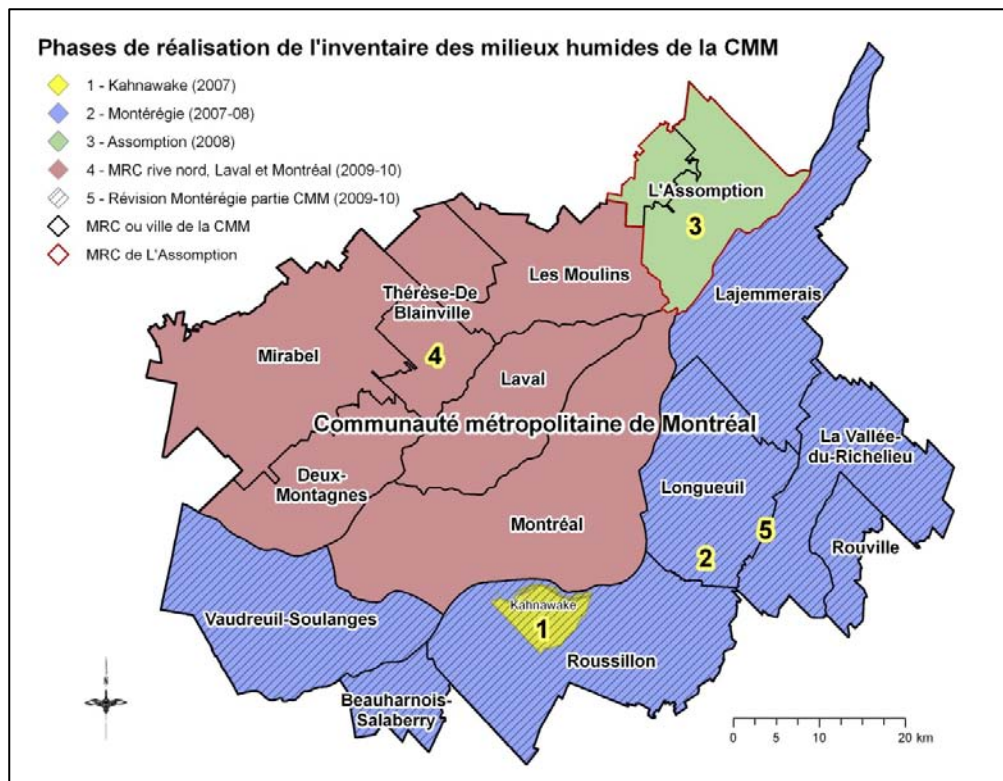 Phases de réalisation de l'inventaire des milieux humides de la CMM
1 - Kahnawake (2007)
2 - Montérégie (2007-08)
3 - Assomption (2008)
4 - MRC rive nord, Laval et Montréal (2009-10)
5 - Révision Montérégie partie CMM (2009-10)
MRC ou ville de la CMM
MRC de L'Assomption
L'Assomption
3
Les Moulins
Lajemmerais
Thérèse-De
Blainville
4
Mirabel
Laval
Communauté métropolitaine de Montréal
La Vallée-
du-Richelieu
Deux-
Montagnes
Longueuil
Montréal
5
2
Rouville
Kahnawake
1
Vaudreuil-Soulanges
Roussillon
Beauharnois-
Salaberry
N
0 5 10 20 km